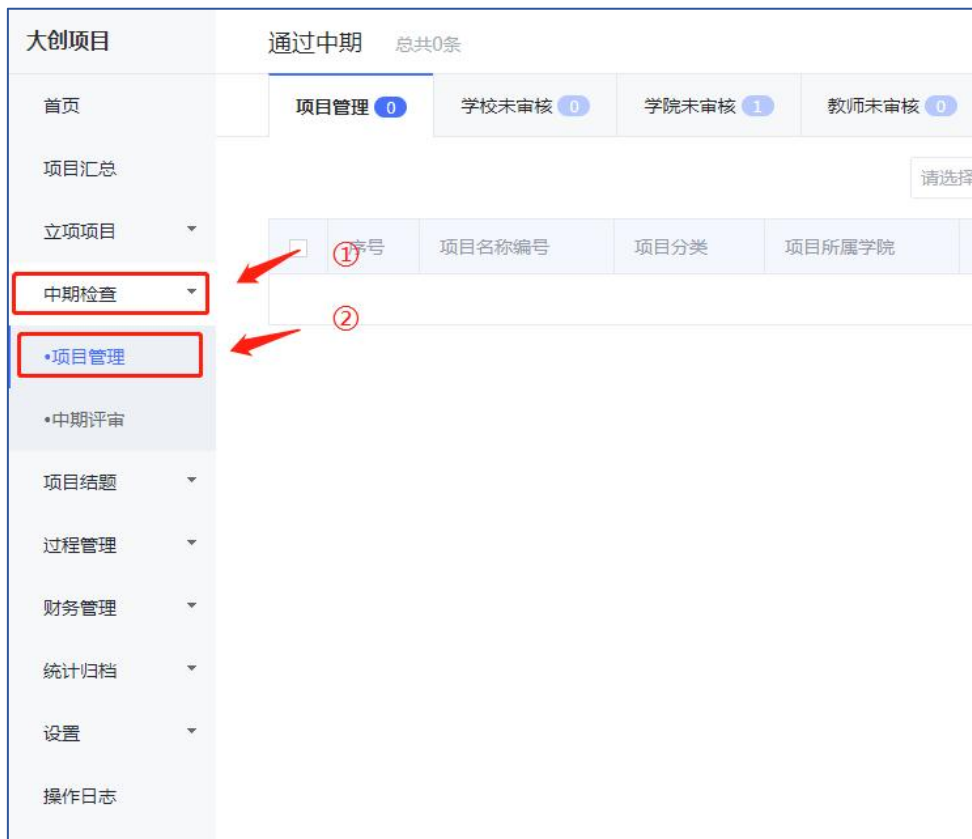 大创项目
通过中期 总共0条
首页
项目管理 0 学校未审核 0 学院未审核 1 教师未审核 0
项目汇总
请选择
立项项目
序号 项目名称编号 项目分类 项目所属学院
①
中期检查
②
•项目管理
•中期评审
项目结题
过程管理
财务管理
统计归档
设置
操作日志